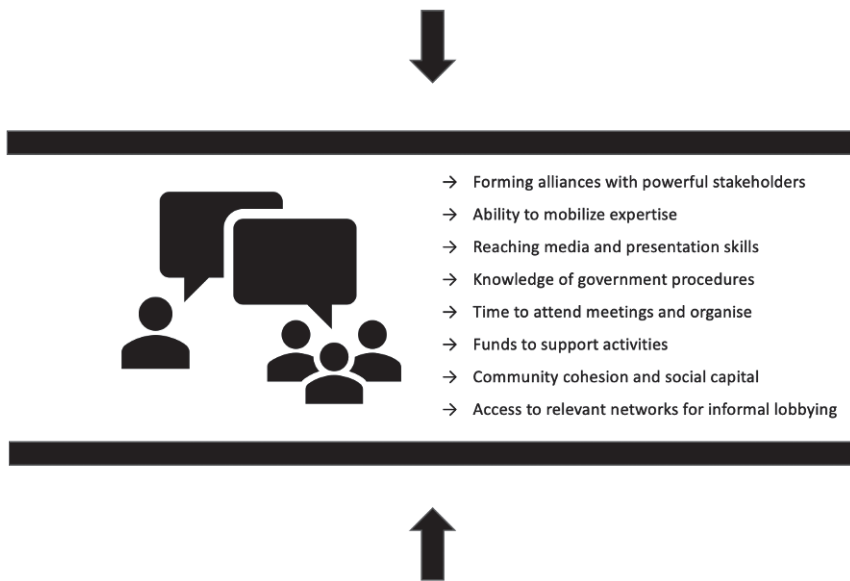 → Forming alliances with powerful stakeholders
→ Ability to mobilize expertise
→ Reaching media and presentation skills
→ Knowledge of government procedures
→ Time to attend meetings and organise
→ Funds to support activities
→ Community cohesion and social capital
→ Access to relevant networks for informal lobbying